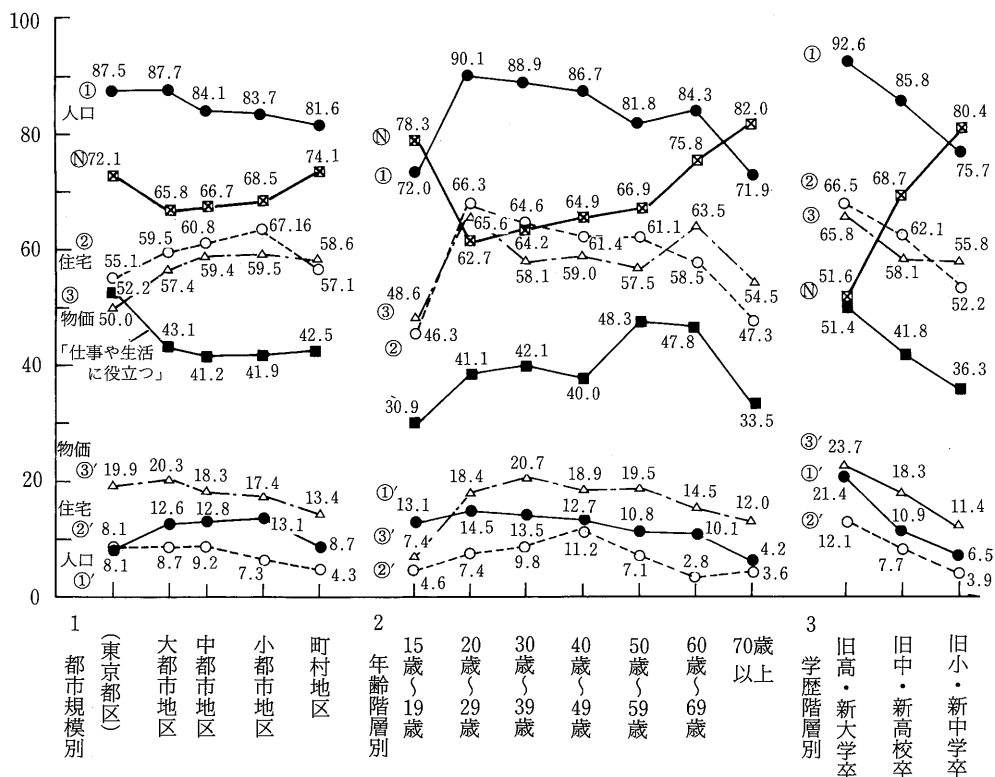 100
80
60
40
20
0
① 人口
87.5 87.7 84.1 83.7 81.6
Ⓝ 72.1 65.8 66.7 68.5 74.1
② 住宅
55.1 59.5 60.8 67.16 57.1
③ 物価
50.0 57.4 59.4 59.5 58.6
52.2 43.1 41.2 41.9 42.5
「仕事や生活
に役立つ」
物価 ③′
19.9 20.3 18.3 17.4 13.4
住宅 ②′
8.1 12.6 12.8 13.1 8.7
人口 ①′
8.1 8.7 9.2 7.3 4.3
① 72.0 90.1 88.9 86.7 81.8 84.3 71.9
Ⓝ 78.3 62.7 64.2 64.9 66.9 75.8 82.0
③ 48.6 65.6 58.1 59.0 57.5 63.5 54.5
② 46.3 66.3 64.6 61.4 61.1 58.5 47.3
30.9 41.1 42.1 40.0 48.3 47.8 33.5
①′ 13.1 14.5 13.5 12.7 10.8 10.1 4.2
③′ 7.4 18.4 20.7 18.9 19.5 14.5 12.0
②′ 4.6 7.4 9.8 11.2 7.1 2.8 3.6
① 92.6 85.8 75.7
② 66.5 62.1 52.2
③ 65.8 58.1 55.8
Ⓝ 51.6 68.7 80.4
51.4 41.8 36.3
③′ 23.7 18.3 11.4
①′ 21.4 10.9 6.5
②′ 12.1 7.7 3.9
1 都市規模別
(東京都区)
大都市地区
中都市地区
小都市地区
町村地区
2 年齢階層別
15歳〜19歳
20歳〜29歳
30歳〜39歳
40歳〜49歳
50歳〜59歳
60歳〜69歳
70歳以上
3 学歴階層別
旧高・新大学卒
旧中・新高校卒
旧小・新中学卒